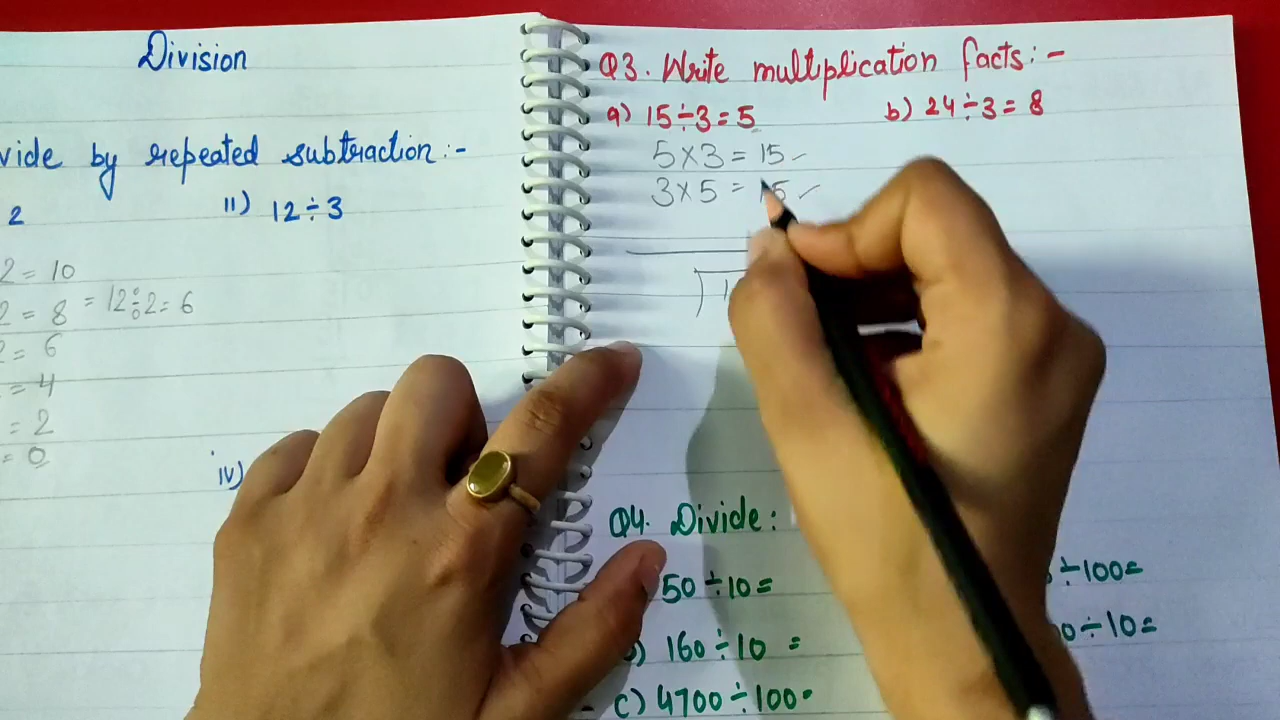 Division
vide by repeated subtraction:-
2
ii) 12÷3
2 = 10
2 = 8 = 12÷2= 6
2= 6
= 4
= 2
= 0
iv)
Q3. Write multiplication facts:-
a) 15÷3=5
b) 24÷3= 8
5×3=15
3×5=15
Q4. Divide:
50÷10=
÷100=
) 160÷10 =
0÷10=
c) 4700÷100